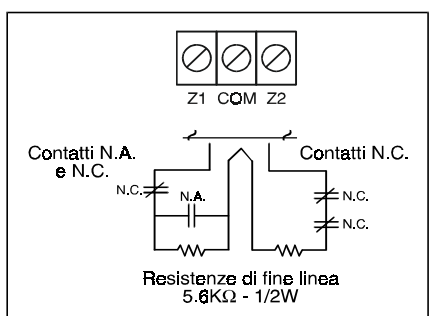 Z1 COM Z2
Contatti N.A.
e N.C.
Contatti N.C.
N.C.
N.A.
N.C.
N.C.
Resistenze di fine linea
5.6KΩ - 1/2W